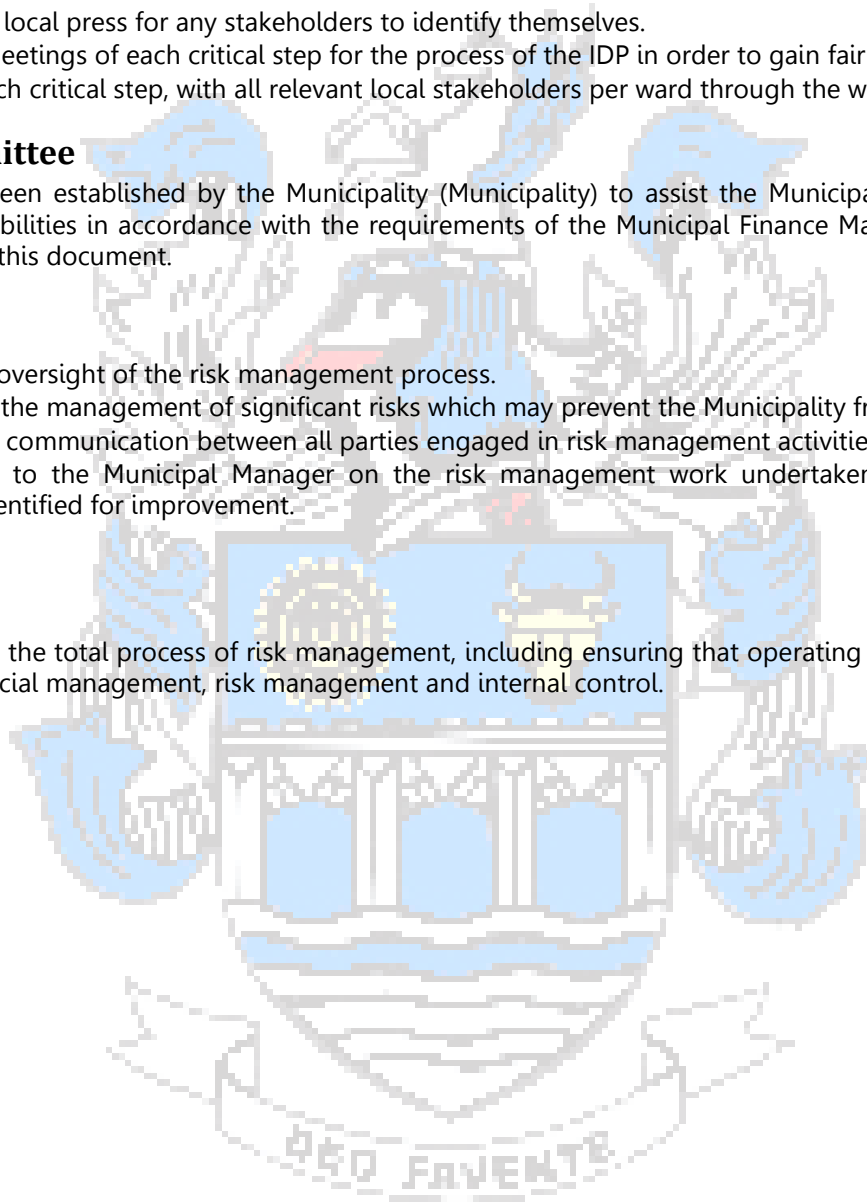 local press for any stakeholders to identify themselves.
eetings of each critical step for the process of the IDP in order to gain fair
ch critical step, with all relevant local stakeholders per ward through the w
ittee
een established by the Municipality (Municipality) to assist the Municipa
bilities in accordance with the requirements of the Municipal Finance Ma
this document.
oversight of the risk management process.
the management of significant risks which may prevent the Municipality fr
communication between all parties engaged in risk management activitie
to the Municipal Manager on the risk management work undertaken
entified for improvement.
the total process of risk management, including ensuring that operating
cial management, risk management and internal control.
DEO FAVENTE